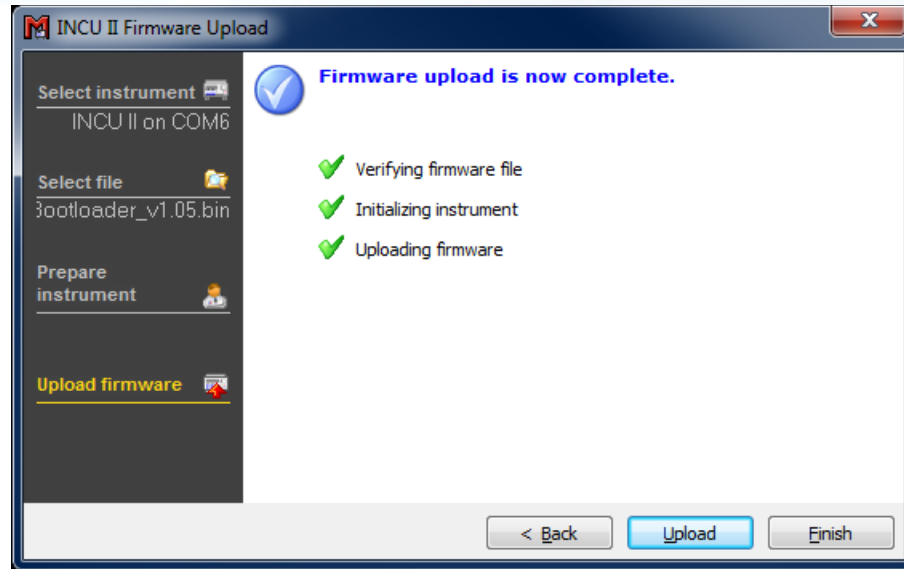 INCU II Firmware Upload
Select instrument
INCU II on COM6
Select file
Bootloader_v1.05.bin
Prepare
instrument
Upload firmware
Firmware upload is now complete.
Verifying firmware file
Initializing instrument
Uploading firmware
< Back
Upload
Finish